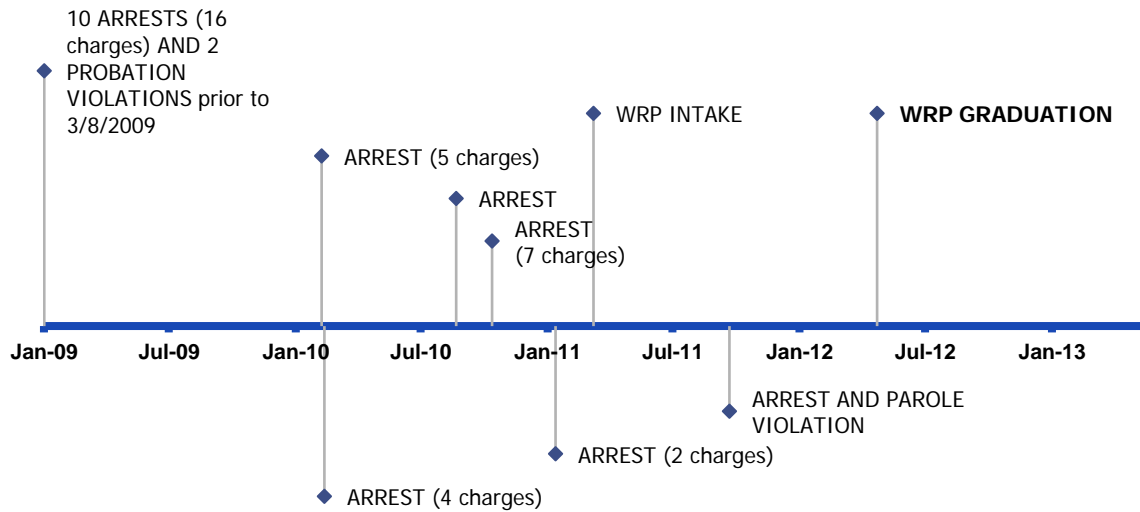 10 ARRESTS (16
charges) AND 2
PROBATION
VIOLATIONS prior to
3/8/2009
WRP INTAKE
WRP GRADUATION
ARREST (5 charges)
ARREST
ARREST
(7 charges)
Jan-09
Jul-09
Jan-10
Jul-10
Jan-11
Jul-11
Jan-12
Jul-12
Jan-13
ARREST AND PAROLE
VIOLATION
ARREST (2 charges)
ARREST (4 charges)